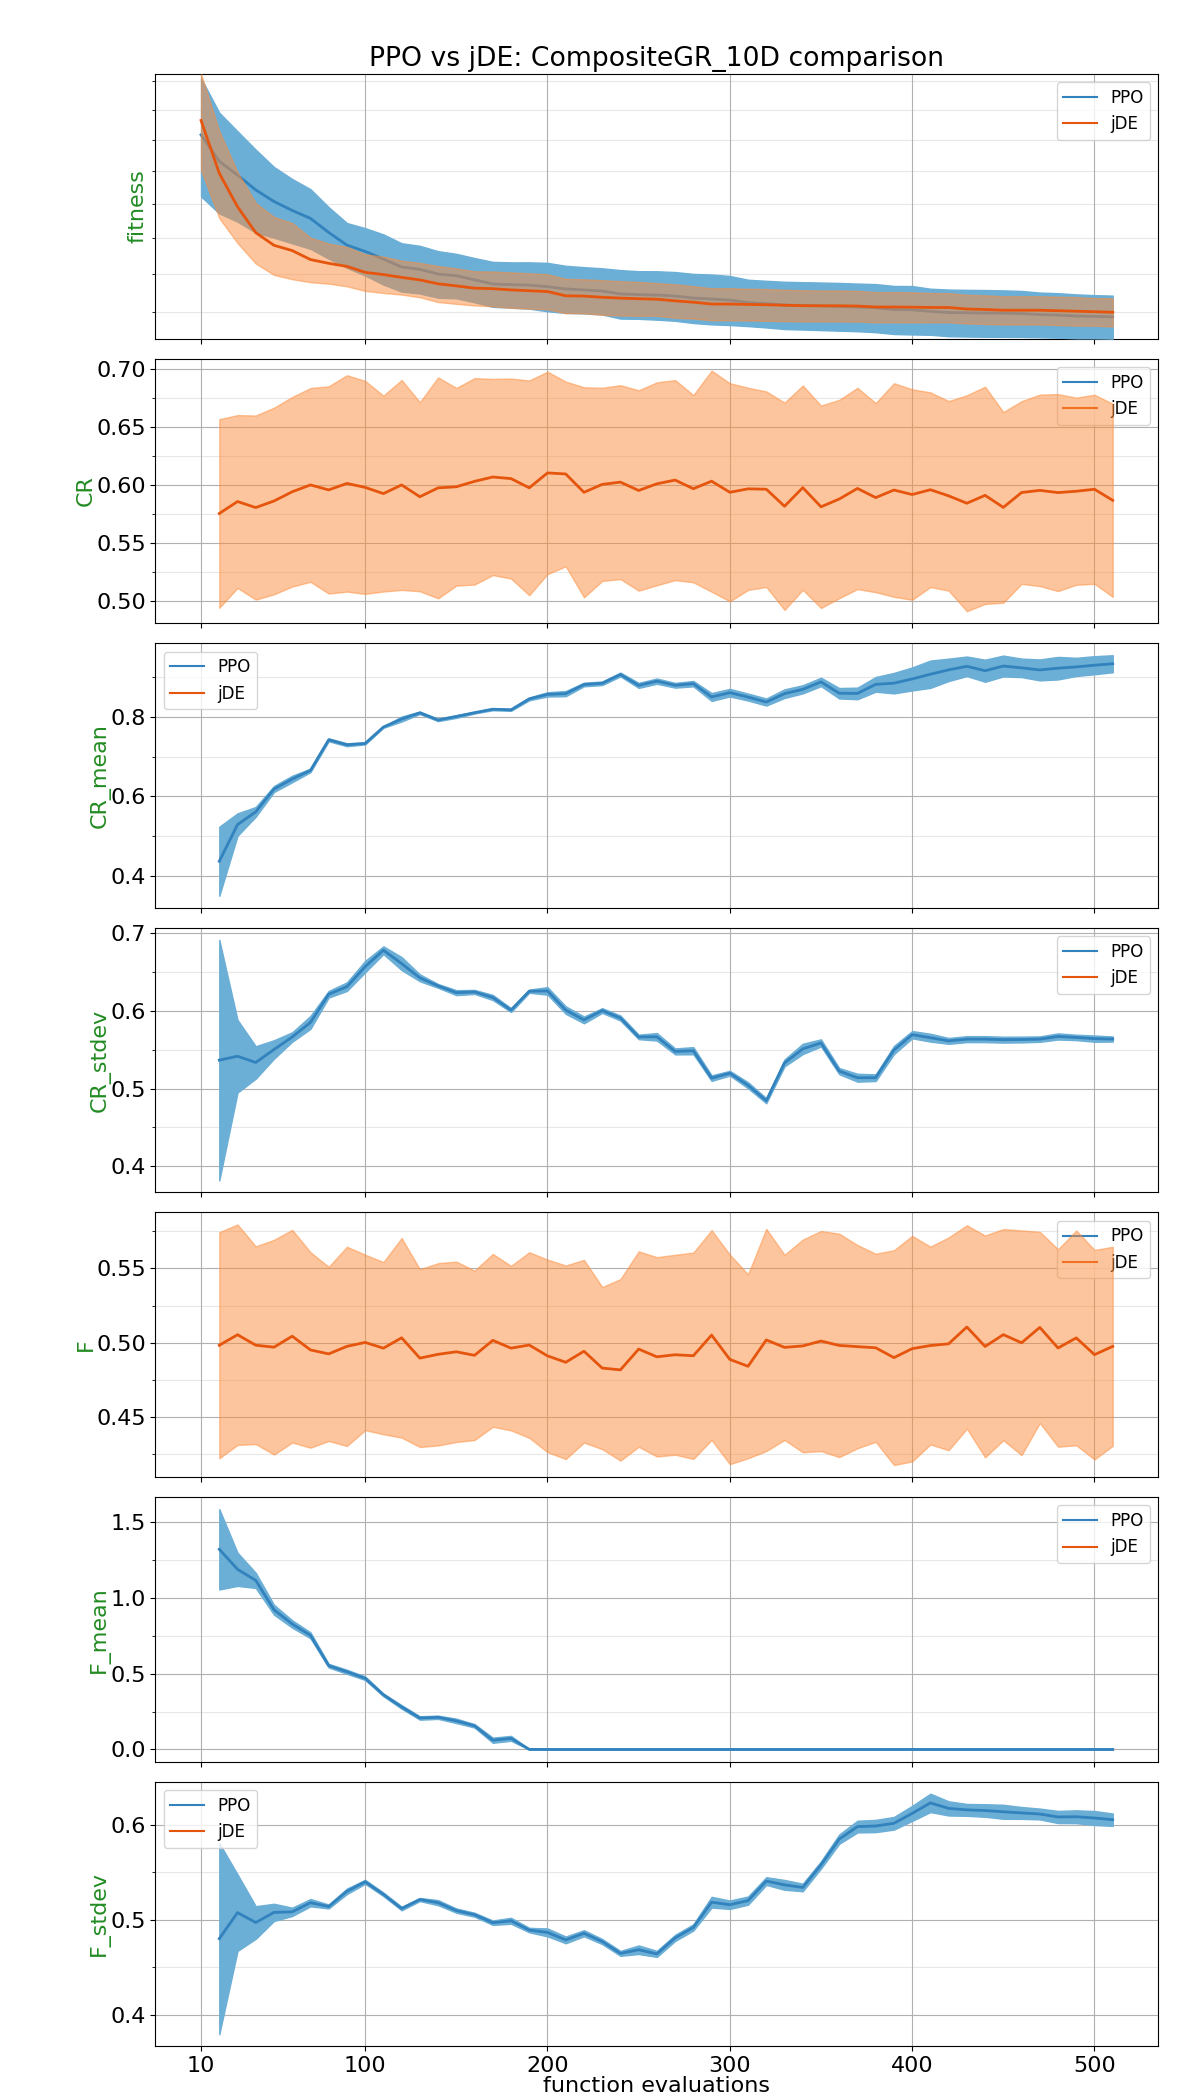 PPO vs jDE: CompositeGR_10D comparison
fitness
PPO
jDE
CR
0.70
0.65
0.60
0.55
0.50
PPO
jDE
CR_mean
0.8
0.6
0.4
PPO
jDE
CR_stdev
0.7
0.6
0.5
0.4
PPO
jDE
F
0.55
0.50
0.45
PPO
jDE
F_mean
1.5
1.0
0.5
0.0
PPO
jDE
F_stdev
0.6
0.5
0.4
PPO
jDE
10 100 200 300 400 500
function evaluations